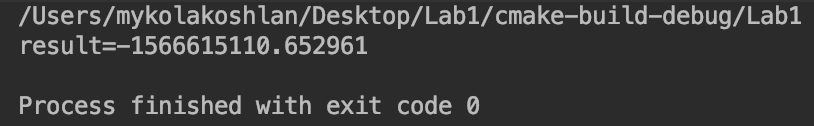 /Users/mykolakoshlan/Desktop/Lab1/cmake-build-debug/Lab1
result=-1566615110.652961
Process finished with exit code 0